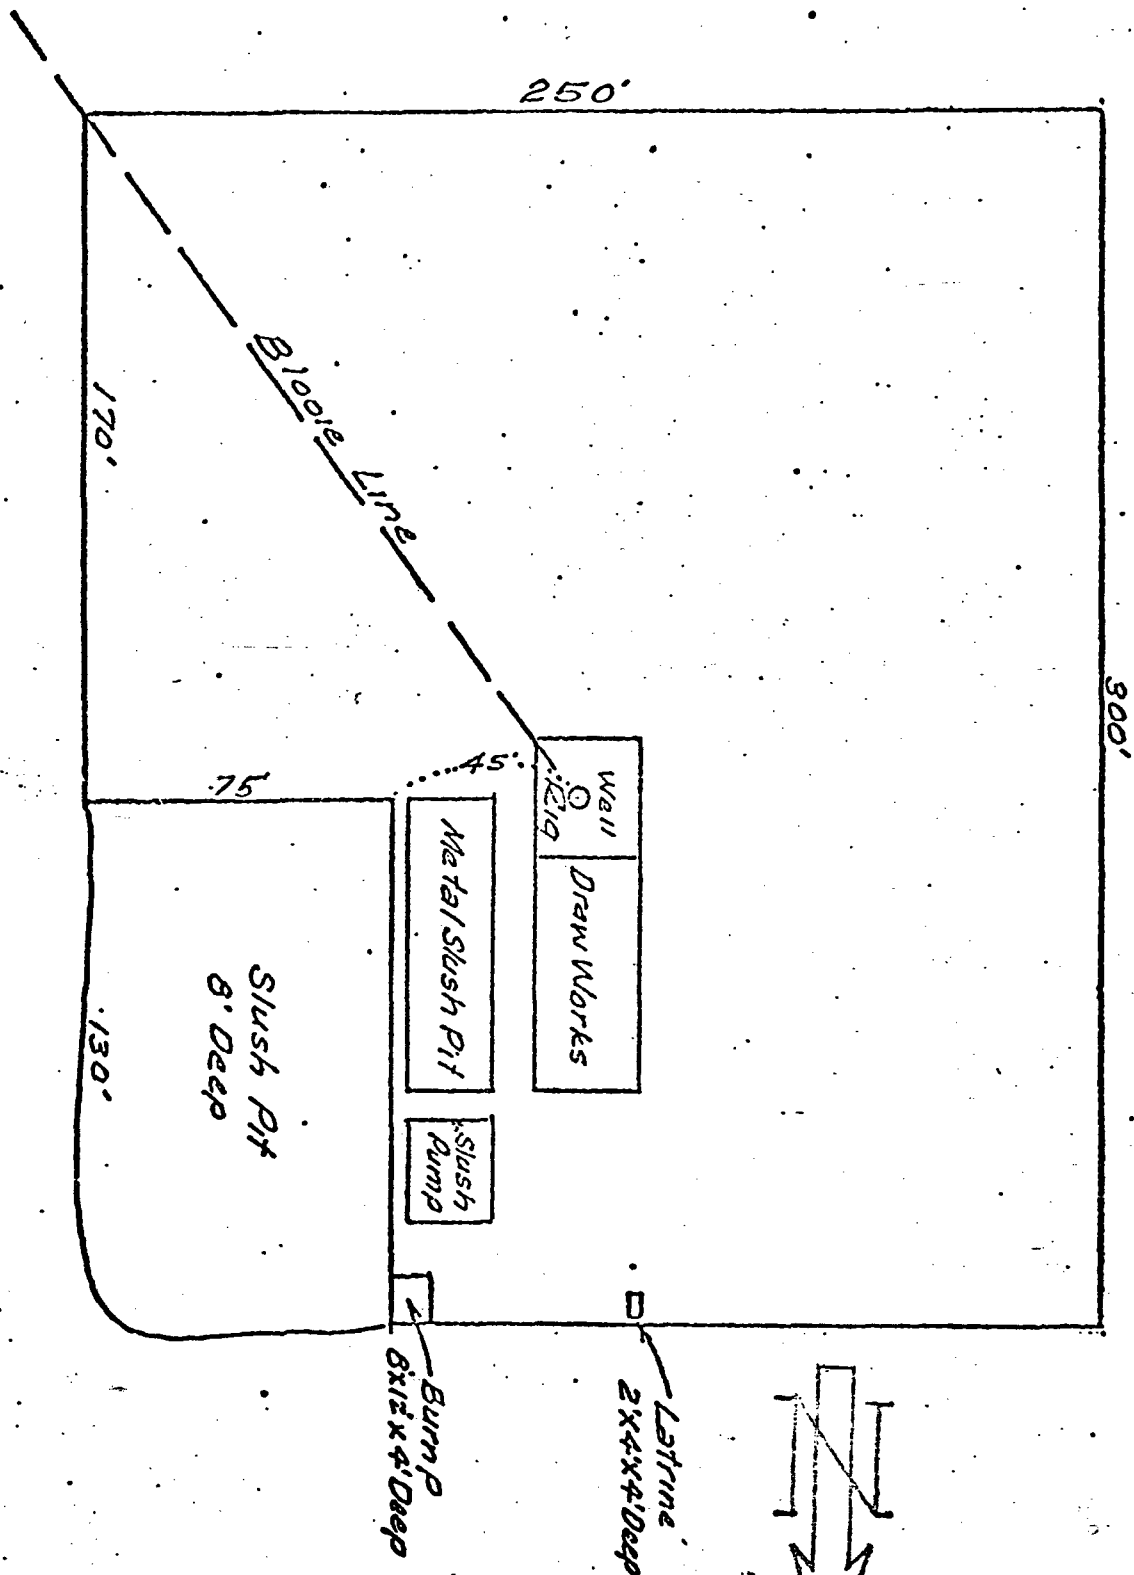 250'
300'
170'
Blooie Line
75'
45'
Well
Rig
Draw Works
Metal Slush Pit
Slush
Pump
Slush Pit
8' Deep
130'
Burnp
8'x12'x4' Deep
Latrine
2'x4'x4' Deep
N